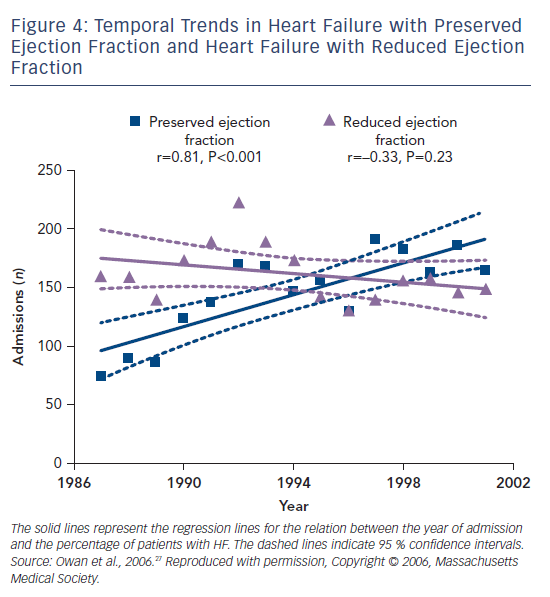 Figure 4: Temporal Trends in Heart Failure with Preserved
Ejection Fraction and Heart Failure with Reduced Ejection
Fraction
Preserved ejection
fraction
r=0.81, P<0.001
Reduced ejection
fraction
r=–0.33, P=0.23
250
200
150
100
50
0
Admissions (n)
1986
1990
1994
1998
2002
Year
The solid lines represent the regression lines for the relation between the year of admission
and the percentage of patients with HF. The dashed lines indicate 95 % confidence intervals.
Source: Owan et al., 2006.27 Reproduced with permission, Copyright © 2006, Massachusetts
Medical Society.